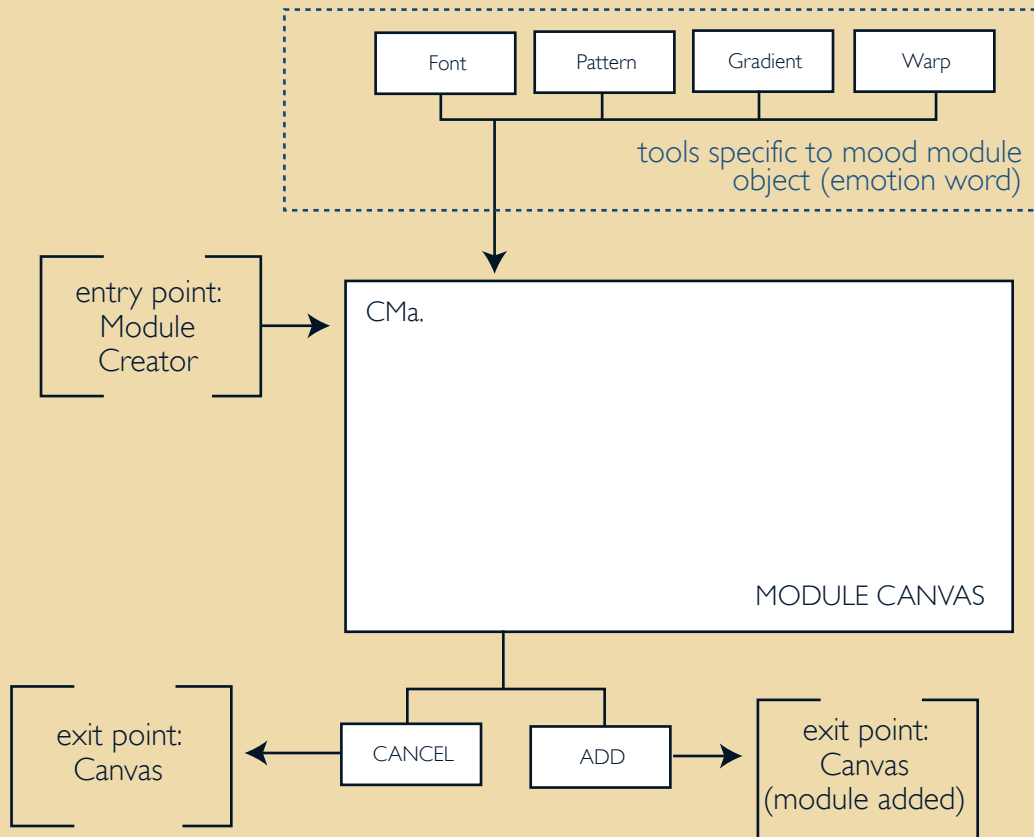 Font
Pattern
Gradient
Warp
tools specific to mood module
object (emotion word)
entry point:
Module
Creator
CMa.
MODULE CANVAS
exit point:
Canvas
CANCEL
ADD
exit point:
Canvas
(module added)